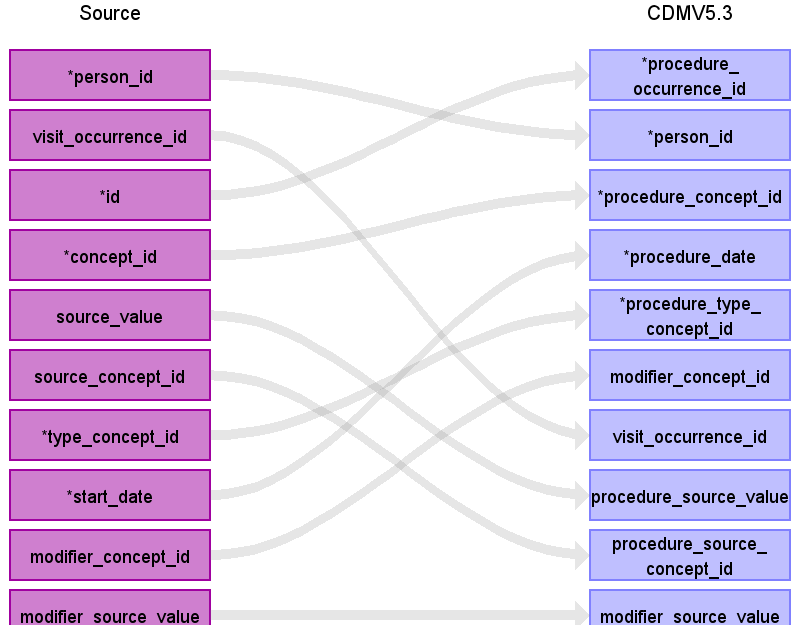 Source
CDMV5.3
*person_id
visit_occurrence_id
*id
*concept_id
source_value
source_concept_id
*type_concept_id
*start_date
modifier_concept_id
modifier_source_value
*procedure_
occurrence_id
*person_id
*procedure_concept_id
*procedure_date
*procedure_type_
concept_id
modifier_concept_id
visit_occurrence_id
procedure_source_value
procedure_source_
concept_id
modifier_source_value